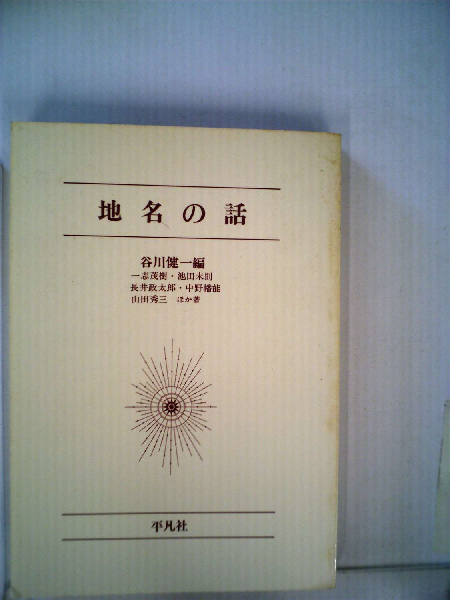 地名の話
谷川健一編
一志茂樹・池田末則
長井政太郎・中野幡能
山田秀三 ほか著
平凡社